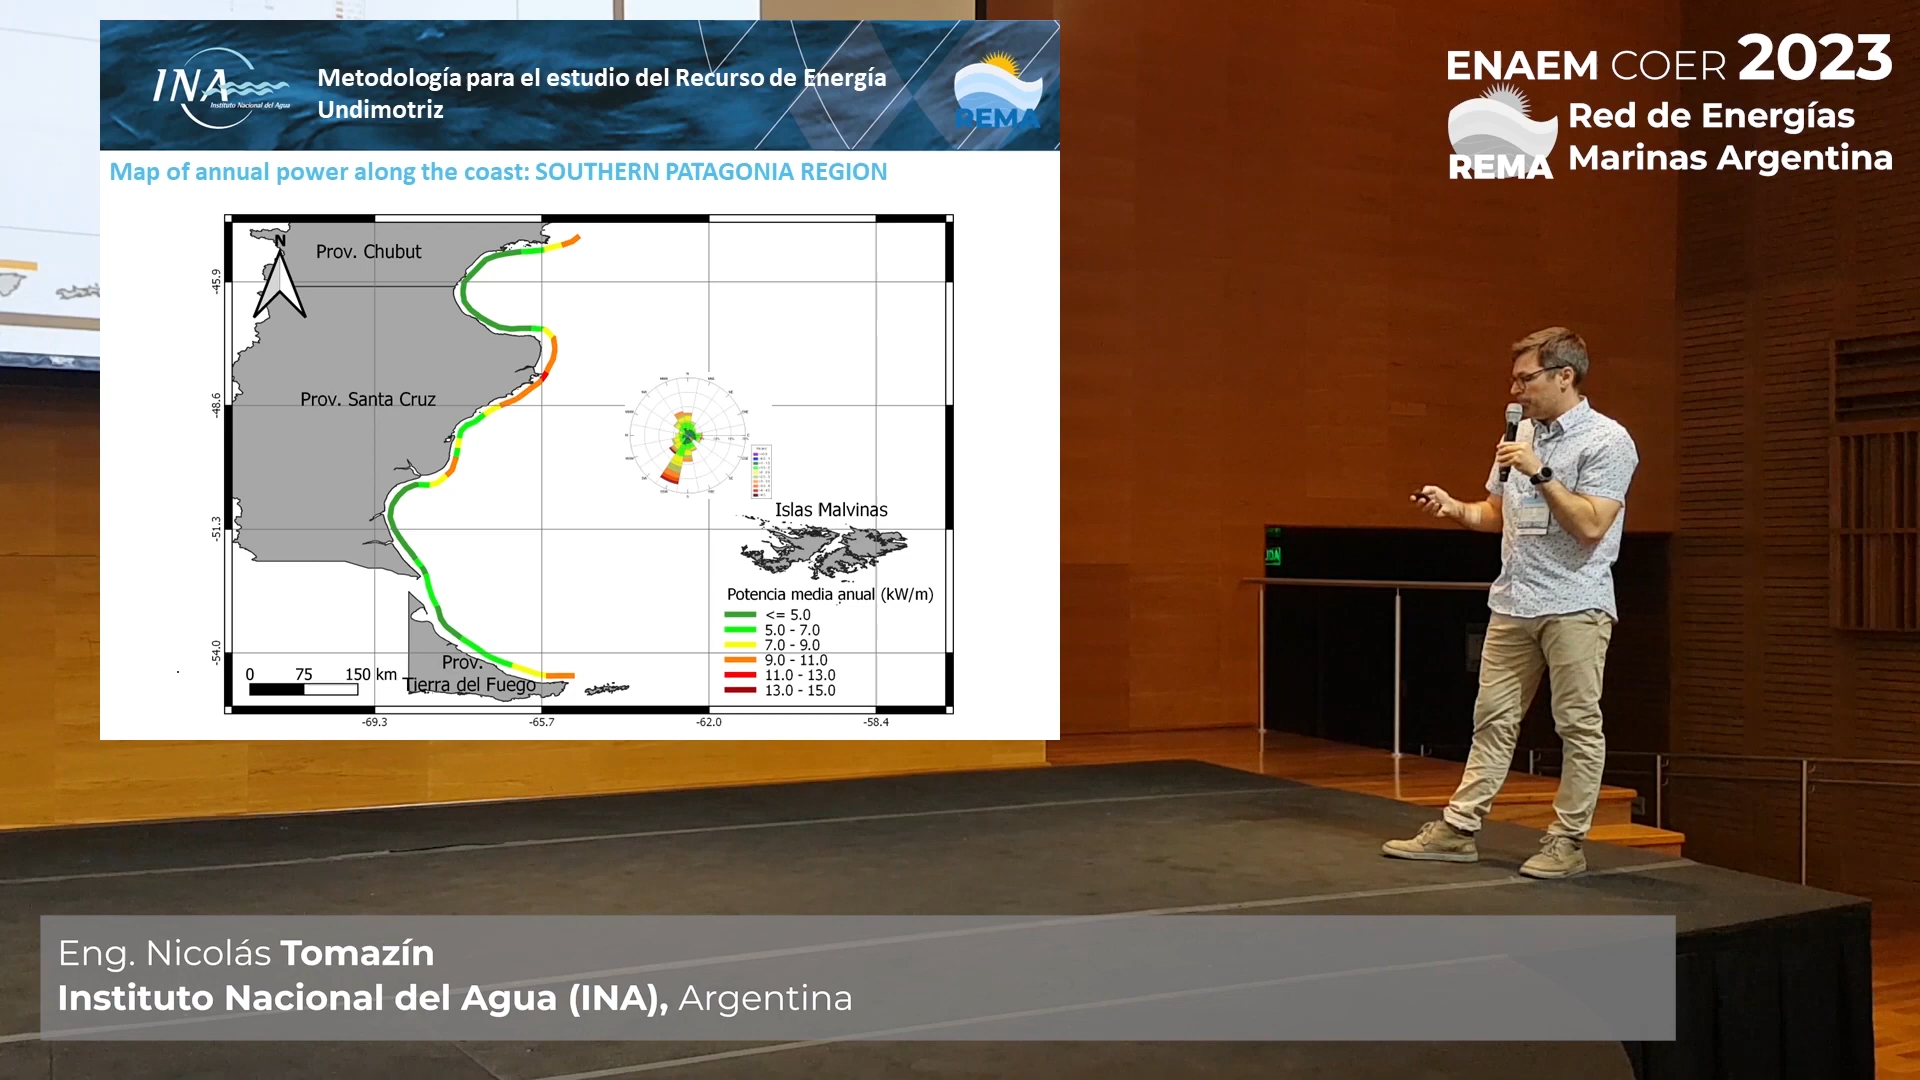 INA
Instituto Nacional del Agua
Metodología para el estudio del Recurso de Energía
Undimotriz
REMA
Map of annual power along the coast: SOUTHERN PATAGONIA REGION
N
Prov. Chubut
Prov. Santa Cruz
Islas Malvinas
Prov.
Tierra del Fuego
Potencia media anual (kW/m)
<= 5.0
5.0 - 7.0
7.0 - 9.0
9.0 - 11.0
11.0 - 13.0
13.0 - 15.0
0 75 150 km
-45.9
-48.6
-51.3
-54.0
-69.3 -65.7 -62.0 -58.4
ENAEM COER 2023
REMA
Red de Energías
Marinas Argentina
Eng. Nicolás Tomazín
Instituto Nacional del Agua (INA), Argentina